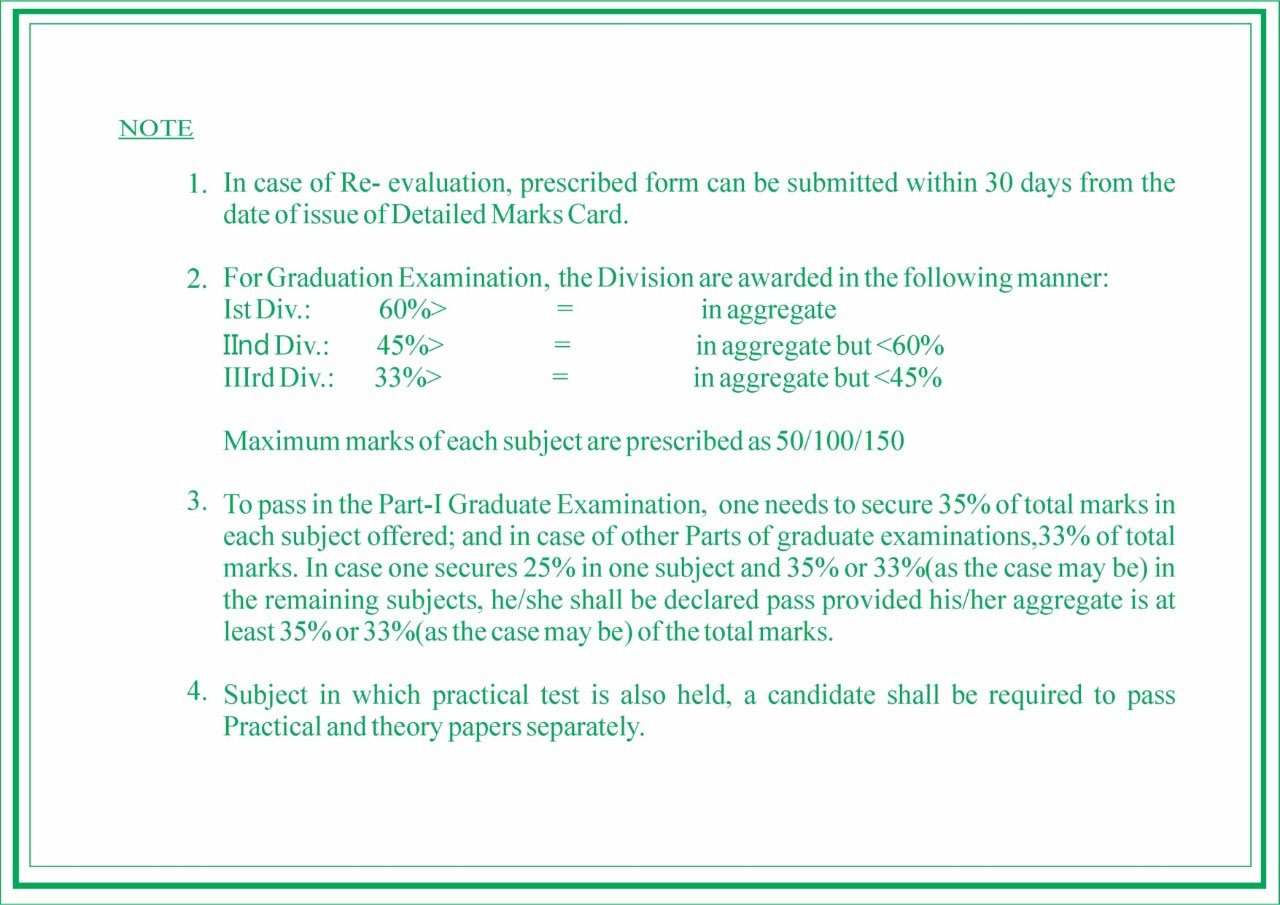 NOTE
1. In case of Re- evaluation, prescribed form can be submitted within 30 days from the
date of issue of Detailed Marks Card.
2. For Graduation Examination, the Division are awarded in the following manner:
Ist Div.: 60%> = in aggregate
IInd Div.: 45%> = in aggregate but <60%
IIIrd Div.: 33%> = in aggregate but <45%
Maximum marks of each subject are prescribed as 50/100/150
3. To pass in the Part-I Graduate Examination, one needs to secure 35% of total marks in
each subject offered; and in case of other Parts of graduate examinations,33% of total
marks. In case one secures 25% in one subject and 35% or 33%(as the case may be) in
the remaining subjects, he/she shall be declared pass provided his/her aggregate is at
least 35% or 33%(as the case may be) of the total marks.
4. Subject in which practical test is also held, a candidate shall be required to pass
Practical and theory papers separately.